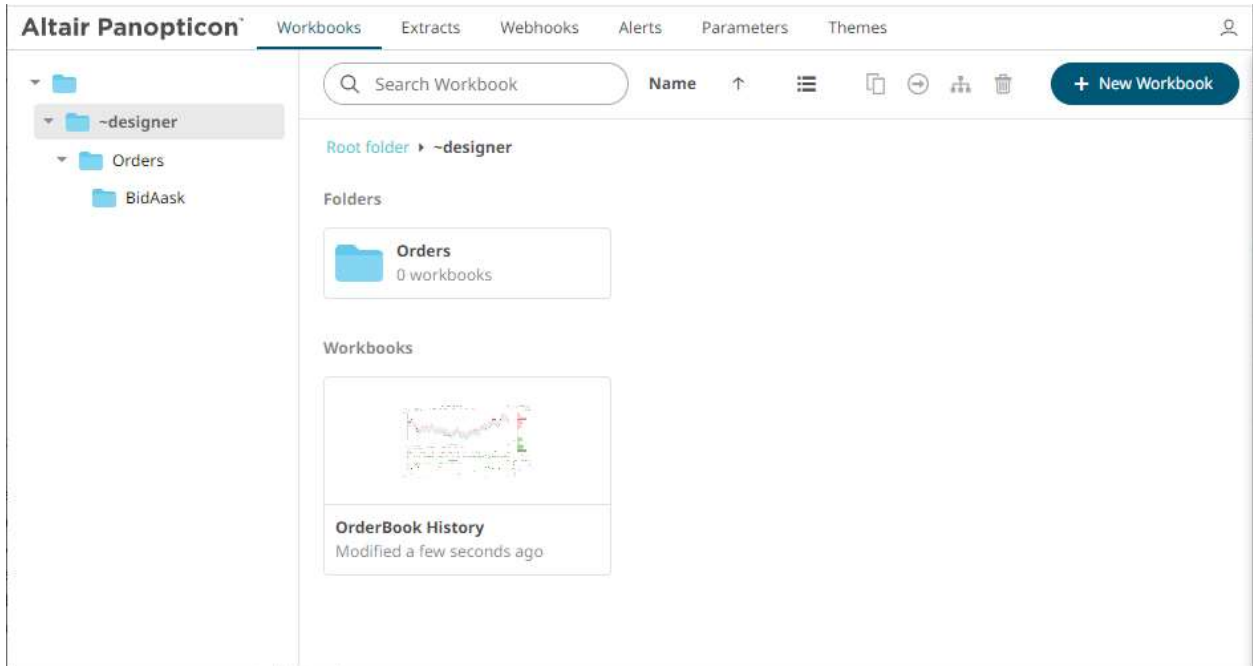 Altair Panopticon™ Workbooks Extracts Webhooks Alerts Parameters Themes
Search Workbook Name ↑ + New Workbook
~designer
Orders
BidAask
Root folder ▸ ~designer
Folders
Orders
0 workbooks
Workbooks
OrderBook History
Modified a few seconds ago